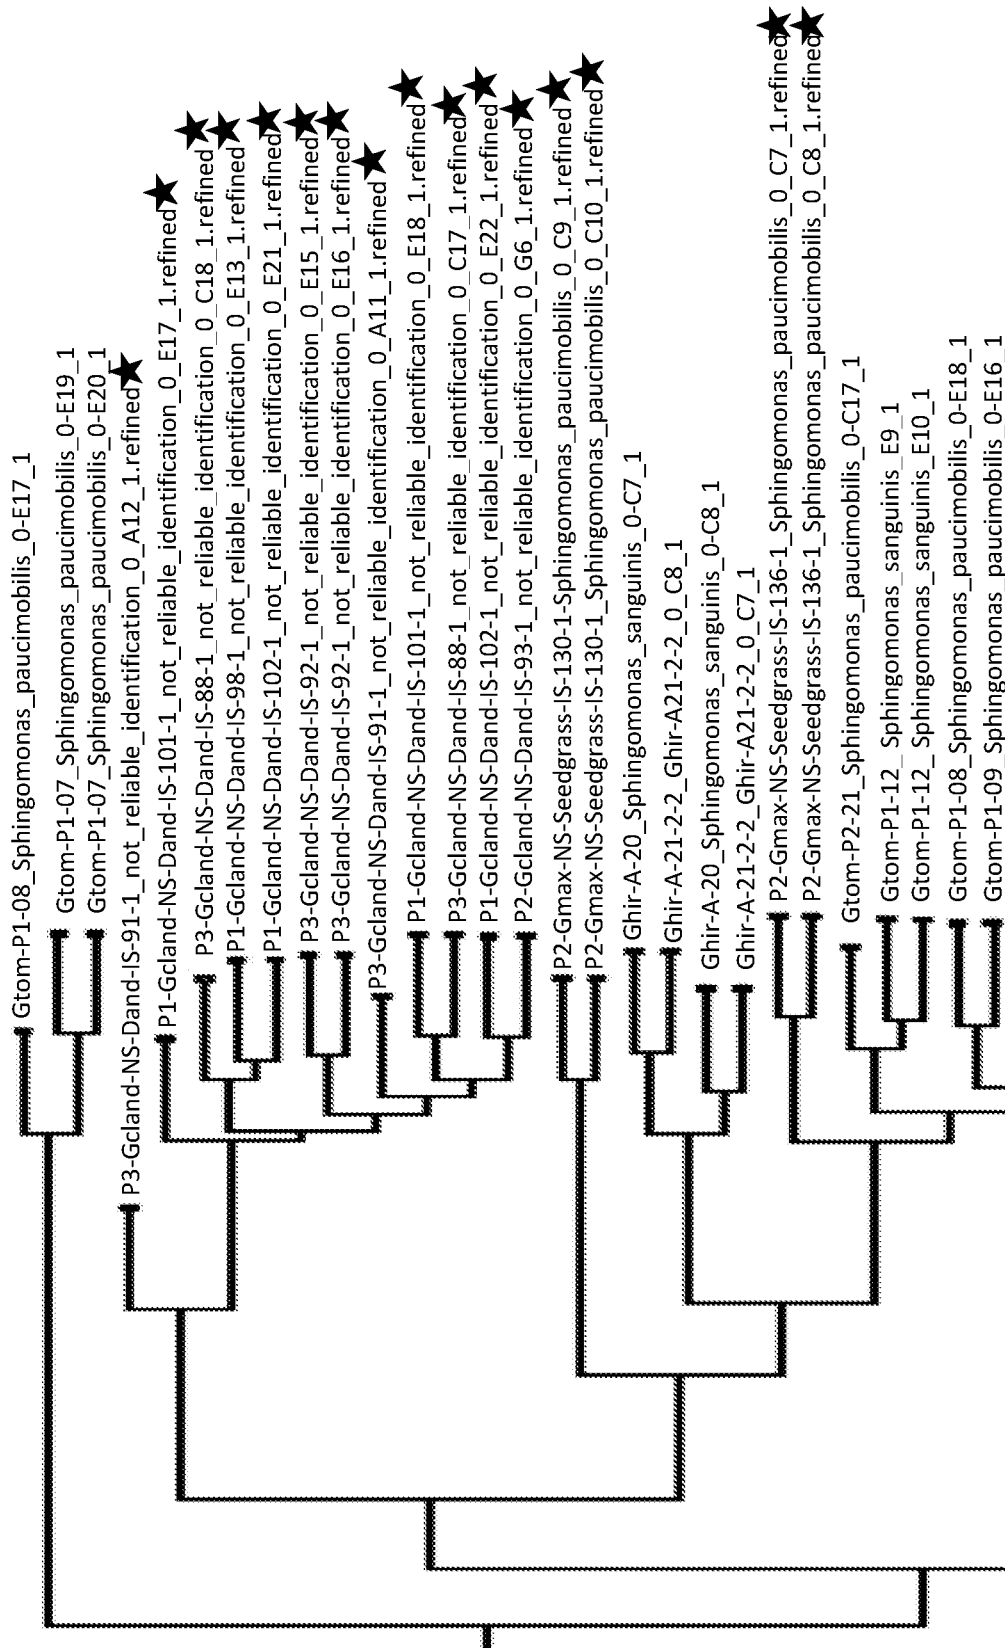 Gtom-P1-08_Sphingomonas_paucimobilis_0-E17_1
Gtom-P1-07_Sphingomonas_paucimobilis_0-E19_1
Gtom-P1-07_Sphingomonas_paucimobilis_0-E20_1
P3-Gcland-NS-Dand-IS-91-1_not_reliable_identification_0_A12_1.refined
P1-Gcland-NS-Dand-IS-101-1_not_reliable_identification_0_E17_1.refined
P3-Gcland-NS-Dand-IS-88-1_not_reliable_identification_0_C18_1.refined
P1-Gcland-NS-Dand-IS-98-1_not_reliable_identification_0_E13_1.refined
P1-Gcland-NS-Dand-IS-102-1_not_reliable_identification_0_E21_1.refined
P3-Gcland-NS-Dand-IS-92-1_not_reliable_identification_0_E15_1.refined
P3-Gcland-NS-Dand-IS-92-1_not_reliable_identification_0_E16_1.refined
P3-Gcland-NS-Dand-IS-91-1_not_reliable_identification_0_A11_1.refined
P1-Gcland-NS-Dand-IS-101-1_not_reliable_identification_0_E18_1.refined
P3-Gcland-NS-Dand-IS-88-1_not_reliable_identification_0_C17_1.refined
P1-Gcland-NS-Dand-IS-102-1_not_reliable_identification_0_E22_1.refined
P2-Gcland-NS-Dand-IS-93-1_not_reliable_identification_0_G6_1.refined
P2-Gmax-NS-Seedgrass-IS-130-1-Sphingomonas_paucimobilis_0_C9_1.refined
P2-Gmax-NS-Seedgrass-IS-130-1_Sphingomonas_paucimobilis_0_C10_1.refined
Ghir-A-20_Sphingomonas_sanguinis_0-C7_1
Ghir-A-21-2-2_Ghir-A21-2-2_0_C8_1
Ghir-A-20_Sphingomonas_sanguinis_0-C8_1
Ghir-A-21-2-2_Ghir-A21-2-2_0_C7_1
P2-Gmax-NS-Seedgrass-IS-136-1_Sphingomonas_paucimobilis_0_C7_1.refined
P2-Gmax-NS-Seedgrass-IS-136-1_Sphingomonas_paucimobilis_0_C8_1.refined
Gtom-P2-21_Sphingomonas_paucimobilis_0-C17_1
Gtom-P1-12_Sphingomonas_sanguinis_E9_1
Gtom-P1-12_Sphingomonas_sanguinis_E10_1
Gtom-P1-08_Sphingomonas_paucimobilis_0-E18_1
Gtom-P1-09_Sphingomonas_paucimobilis_0-E16_1